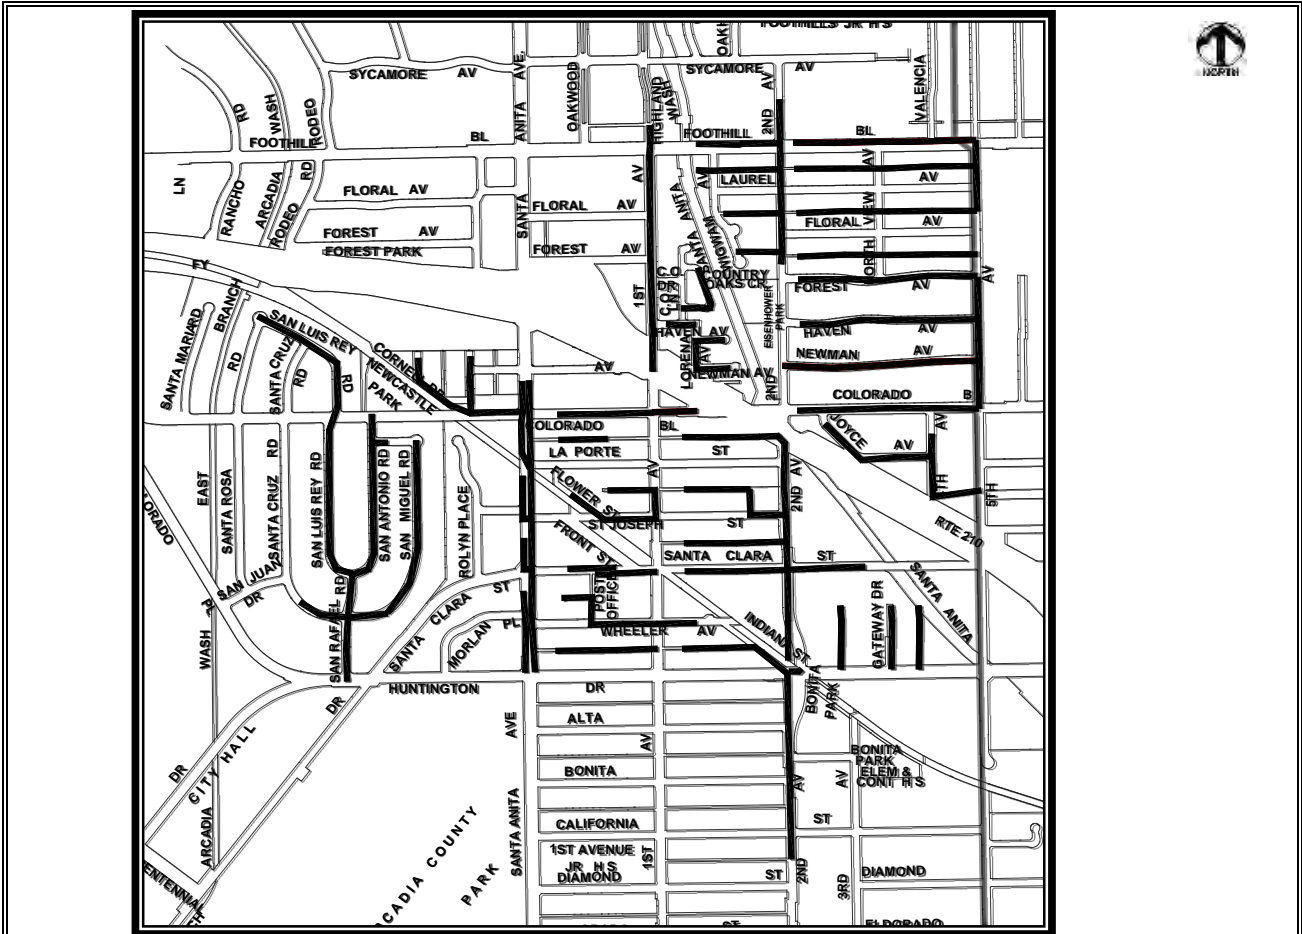 FOOTHILLS JR H S
NORTH
SYCAMORE AV
SYCAMORE AV
ANITA AVE,
OAKWOOD
HIGHLAND
WASH
2ND AV
VALENCIA
RD
WASH
RODEO
FOOTHILL BL
FOOTHILL BL
LN
RANCHO
ARCADIA
RODEO RD
FLORAL AV
SANTA
FLORAL AV
AV
ANITA
AV
LAUREL AV
AV
FLORAL AV
VIEW
FOREST AV
FOREST PARK
FOREST AV
WIGWAM
FY
BRANCH
1ST
C.O.
DR
C.O.
LN
COUNTRY
OAKS CR
FOREST AV
AV
EISENHOWER
PARK
SANTA MARIA RD
RD
SANTA CRUZ
RD
SAN LUIS REY
RD
CORNELL DR
NEWCASTLE
PARK
AV
HAVEN AV
LORENA AV
NEWMAN AV
2ND
HAVEN AV
NEWMAN AV
COLORADO B
COLORADO BL
LA PORTE ST
JOYCE AV
AV
EAST
SANTA ROSA
SANTA CRUZ RD
SAN LUIS REY RD
SAN ANTONIO RD
SAN MIGUEL RD
ROLYN PLACE
FLOWER ST
AV
2ND AV
5TH
ST JOSEPH ST
FRONT ST
RTE 210
SANTA CLARA ST
SAN JUAN
DR
SANTA CLARA ST
POST
OFFICE
GATEWAY DR
SANTA ANITA
WASH
SAN RAFAEL RD
MORLAN PL
WHEELER AV
INDIANA ST
BONITA
PARK
HUNTINGTON DR
DR
ALTA
AVE
AV
BONITA
BONITA
PARK
ELEM &
CONT H S
DR
CITY HALL
AV
AV
ARCADIA
SANTA ANITA
CALIFORNIA
ST
1ST AVENUE
JR H S
DIAMOND ST
1ST
2ND
3RD
DIAMOND
ARCADIA COUNTY
PARK
CENTENNIAL
ST
ELDORADO